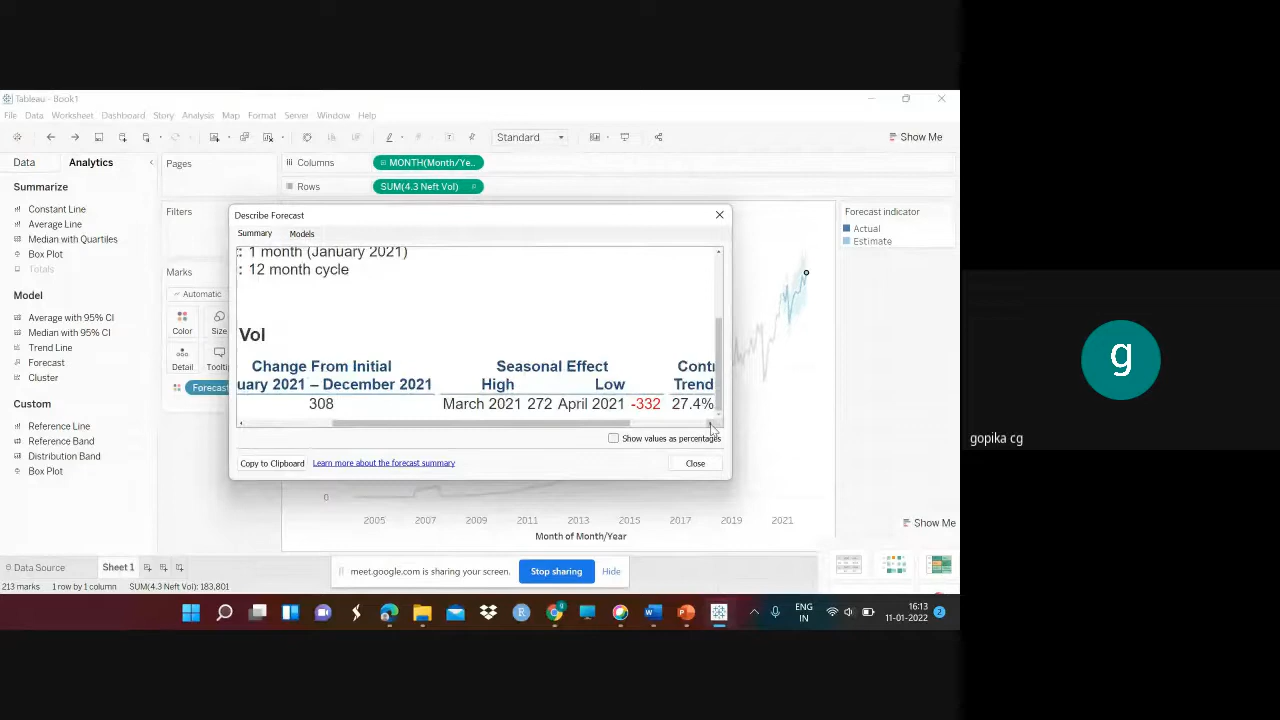 Tableau - Book1
File Data Worksheet Dashboard Story Analysis Map Format Server Window Help
Standard
Show Me
Data Analytics
Pages
Columns MONTH(Month/Ye..
Rows SUM(4.3 Neft Vol)
Summarize
Constant Line
Average Line
Median with Quartiles
Box Plot
Totals
Model
Average with 95% CI
Median with 95% CI
Trend Line
Forecast
Cluster
Custom
Reference Line
Reference Band
Distribution Band
Box Plot
Filters
Marks
Automatic
Color
Size
Detail
Toolti
Forecast
Describe Forecast
Summary Models
: 1 month (January 2021)
: 12 month cycle
Vol
Change From Initial Seasonal Effect Contr
uary 2021 – December 2021 High Low Trend
308 March 2021 272 April 2021 -332 27.4%
Show values as percentages
Copy to Clipboard Learn more about the forecast summary Close
Forecast indicator
Actual
Estimate
0
2005 2007 2009 2011 2013 2015 2017 2019 2021
Month of Month/Year
Show Me
Data Source Sheet 1
meet.google.com is sharing your screen. Stop sharing Hide
213 marks 1 row by 1 column SUM(4.3 Neft Vol): 183.801
ENG
IN
16:13
11-01-2022
2
g
gopika cg